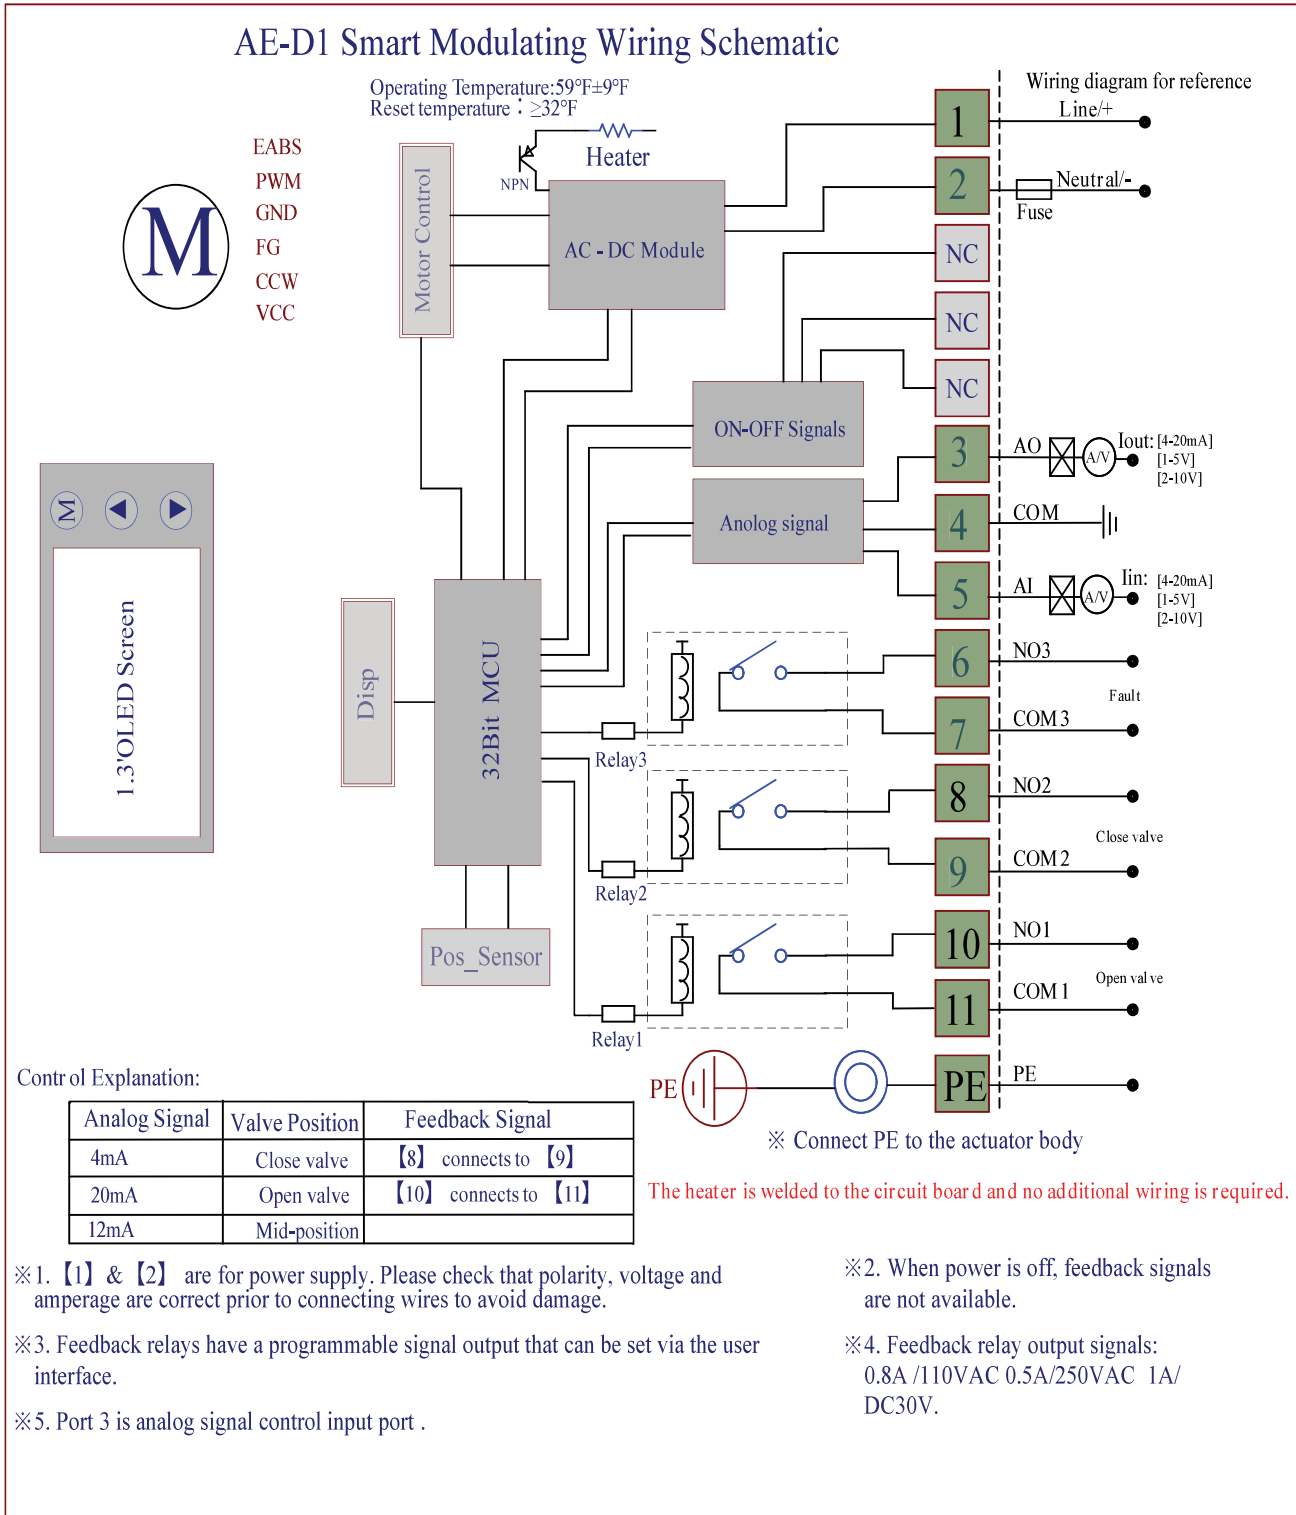 AE-D1 Smart Modulating Wiring Schematic
Operating Temperature:59°F±9°F
Reset temperature：≥32°F
Wiring diagram for reference
EABS
PWM
GND
FG
CCW
VCC
M
Motor Control
NPN
Heater
AC - DC Module
1
Line/+
2
Neutral/-
Fuse
NC
NC
NC
ON-OFF Signals
Anolog signal
3
AO
A/V
Iout:
[4-20mA]
[1-5V]
[2-10V]
4
COM
5
AI
A/V
Iin:
[4-20mA]
[1-5V]
[2-10V]
M
1.3'OLED Screen
Disp
32Bit MCU
Pos_Sensor
Relay3
6
NO3
Fault
7
COM3
Relay2
8
NO2
Close valve
9
COM2
Relay1
10
NO1
Open valve
11
COM1
PE
PE
PE
※ Connect PE to the actuator body
The heater is welded to the circuit board and no additional wiring is required.
Control Explanation:
Analog Signal Valve Position Feedback Signal
4mA Close valve 【8】 connects to 【9】
20mA Open valve 【10】 connects to 【11】
12mA Mid-position
※1.【1】 & 【2】 are for power supply. Please check that polarity, voltage and
amperage are correct prior to connecting wires to avoid damage.
※2. When power is off, feedback signals
are not available.
※3. Feedback relays have a programmable signal output that can be set via the user
interface.
※4. Feedback relay output signals:
0.8A /110VAC 0.5A/250VAC 1A/
DC30V.
※5. Port 3 is analog signal control input port .